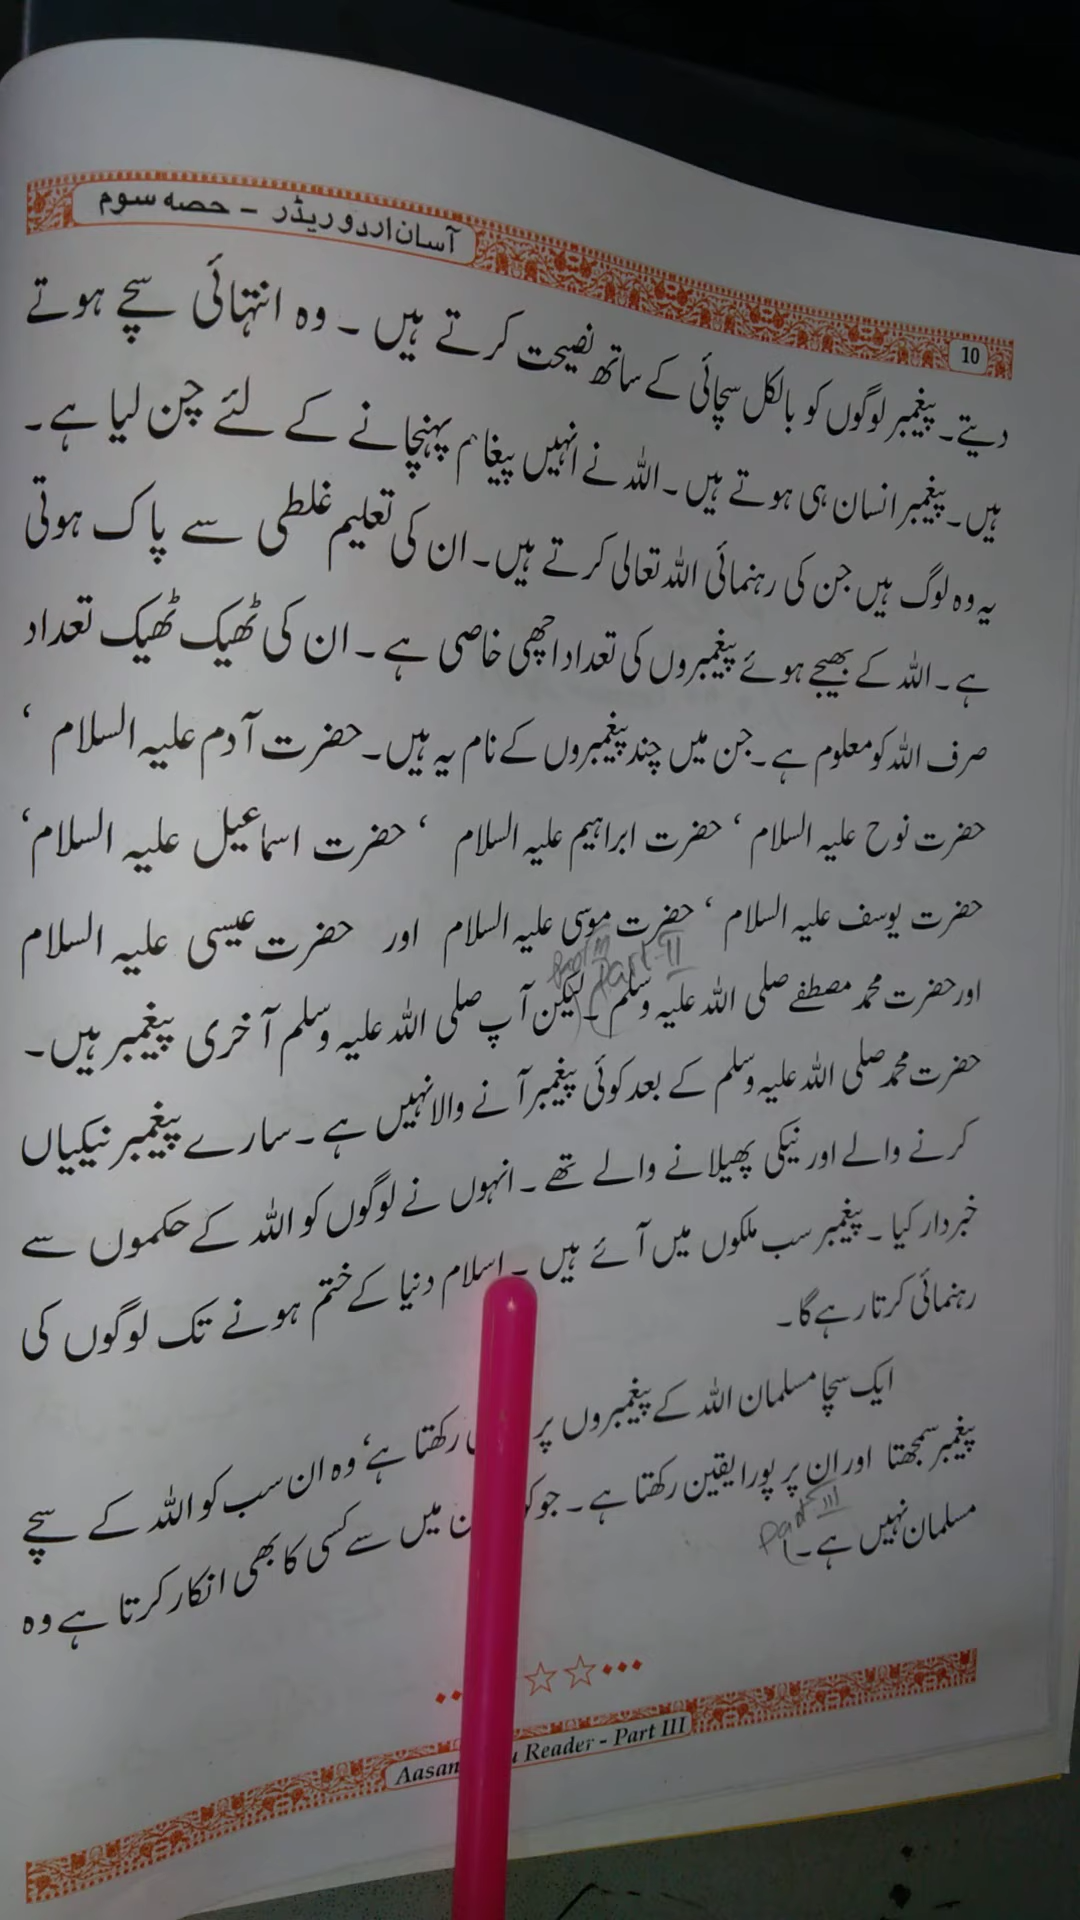 آسان اردو ریڈر - حصہ سوم
10
دیتے۔ پیغمبر لوگوں کو بالکل سچائی کے ساتھ نصیحت کرتے ہیں ۔ وہ انتہائی سچے ہوتے
ہیں۔ پیغمبر انسان ہی ہوتے ہیں۔ اللہ نے انہیں پیغام پہنچانے کے لئے چن لیا ہے۔
یہ وہ لوگ ہیں جن کی رہنمائی اللہ تعالی کرتے ہیں۔ ان کی تعلیم غلطی سے پاک ہوتی
ہے۔ اللہ کے بھیجے ہوئے پیغمبروں کی تعداد اچھی خاصی ہے۔ ان کی ٹھیک ٹھیک تعداد
صرف اللہ کو معلوم ہے۔ جن میں چند پیغمبروں کے نام یہ ہیں۔ حضرت آدم علیہ السلام ‘
حضرت نوح علیہ السلام ‘ حضرت ابراہیم علیہ السلام ‘ حضرت اسماعیل علیہ السلام‘
حضرت یوسف علیہ السلام ‘ حضرت موسی علیہ السلام اور حضرت عیسی علیہ السلام
Part II
اور حضرت محمد مصطفے صلی اللہ علیہ وسلم ۔ لیکن آپ صلی اللہ علیہ وسلم آخری پیغمبر ہیں۔
حضرت محمد صلی اللہ علیہ وسلم کے بعد کوئی پیغمبر آنے والا نہیں ہے۔ سارے پیغمبر نیکیاں
کرنے والے اور نیکی پھیلانے والے تھے ۔ انہوں نے لوگوں کو اللہ کے حکموں سے
خبردار کیا ۔ پیغمبر سب ملکوں میں آئے ہیں ۔ اسلام دنیا کے ختم ہونے تک لوگوں کی
رہنمائی کرتا رہے گا۔
ایک سچا مسلمان اللہ کے پیغمبروں پر رکھتا ہے‘ وہ ان سب کو اللہ کے سچے
پیغمبر سمجھتا اور ان پر پورا یقین رکھتا ہے۔ جو میں سے کسی کا بھی انکار کرتا ہے وہ
مسلمان نہیں ہے۔
Part III
Aasan Reader - Part III